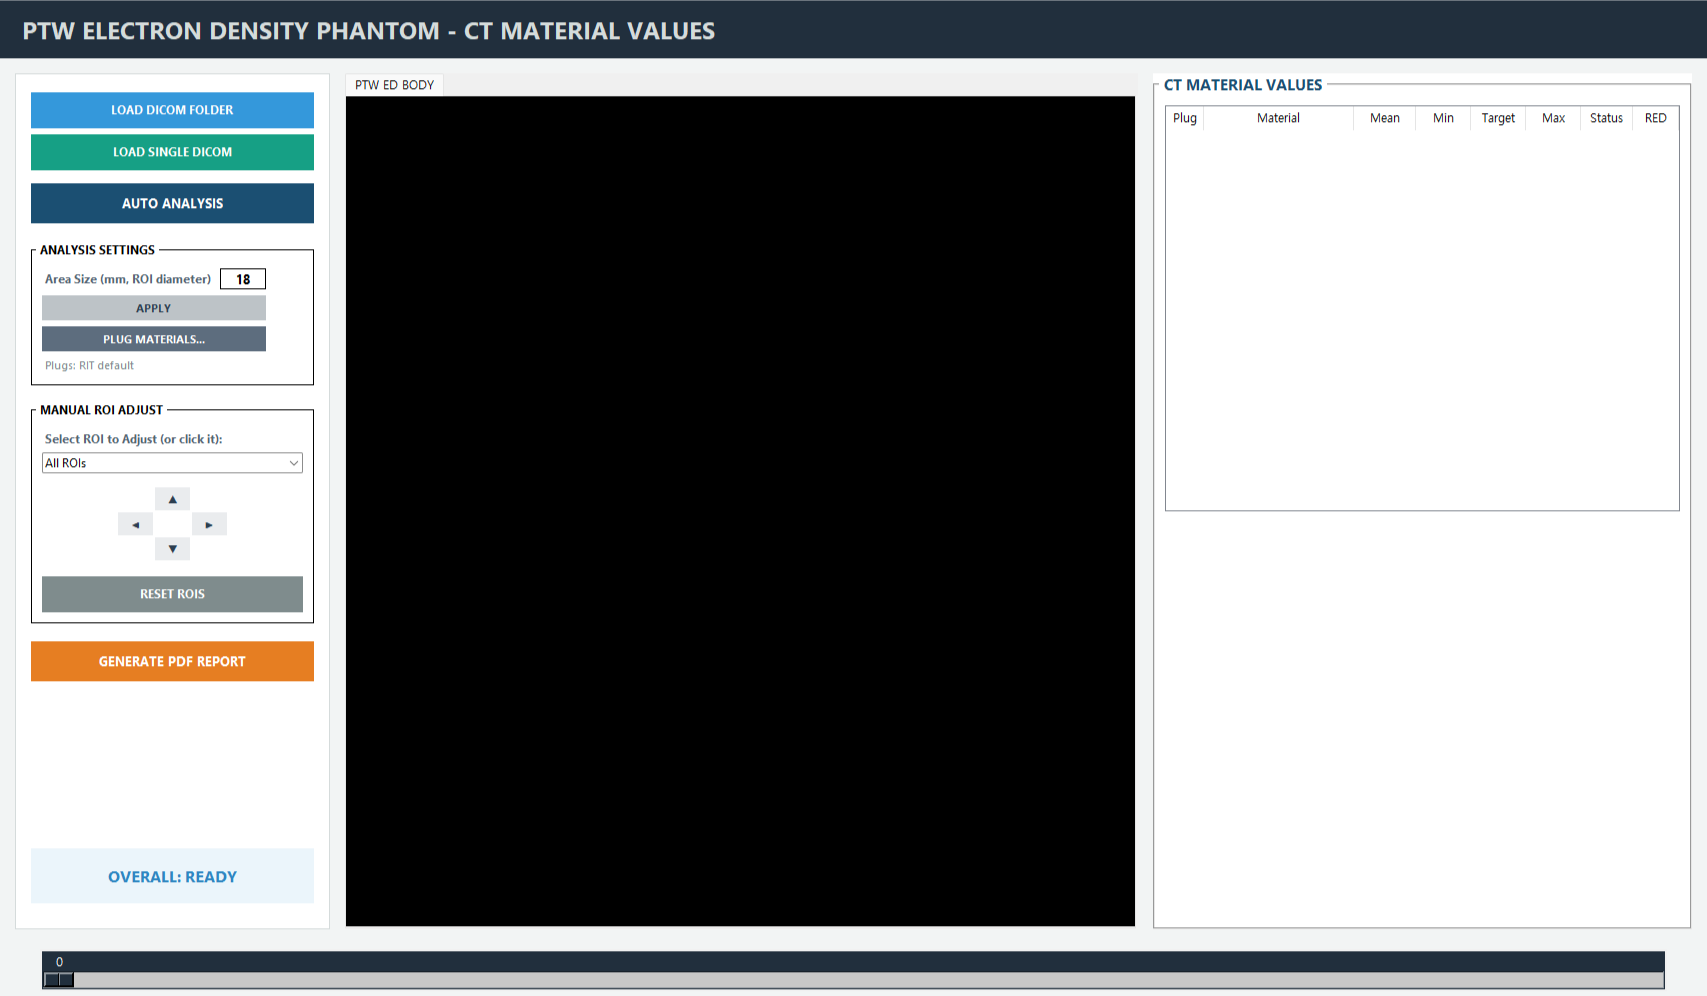 PTW ELECTRON DENSITY PHANTOM - CT MATERIAL VALUES
LOAD DICOM FOLDER
LOAD SINGLE DICOM
AUTO ANALYSIS
ANALYSIS SETTINGS
Area Size (mm, ROI diameter) 18
APPLY
PLUG MATERIALS...
Plugs: RIT default
MANUAL ROI ADJUST
Select ROI to Adjust (or click it):
All ROIs
RESET ROIS
GENERATE PDF REPORT
OVERALL: READY
PTW ED BODY
CT MATERIAL VALUES
Plug Material Mean Min Target Max Status RED
0